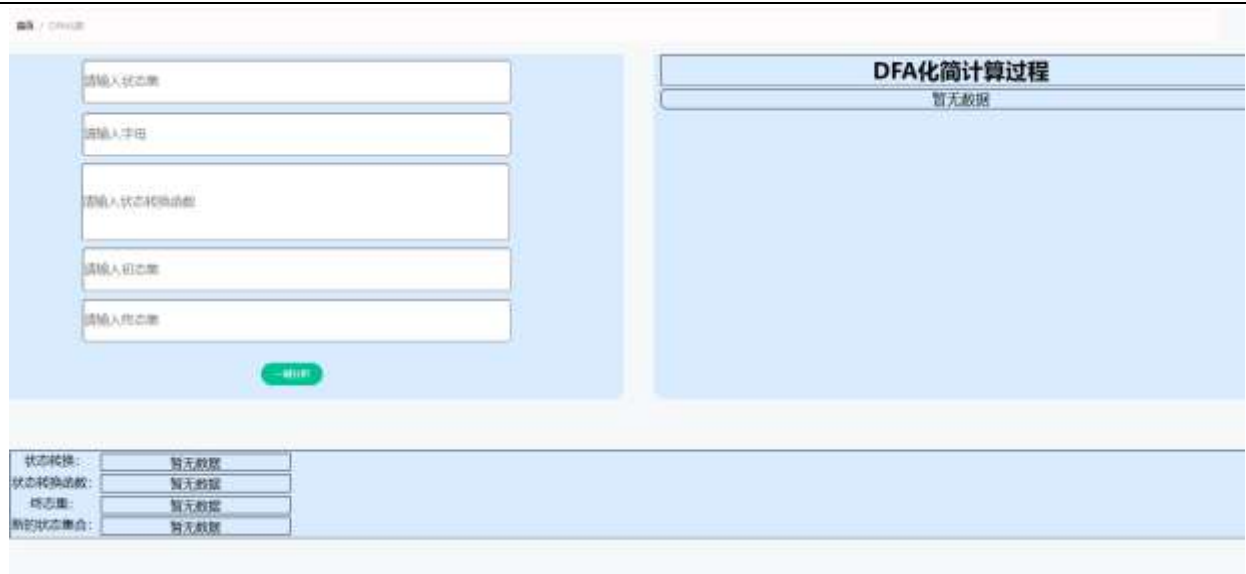 首页 / DFA化简
请输入状态集
请输入字母
请输入状态转换函数
请输入初态集
请输入终态集
DFA化简计算过程
暂无数据
状态转换: 暂无数据
状态转换函数: 暂无数据
终态集: 暂无数据
新的状态集合: 暂无数据